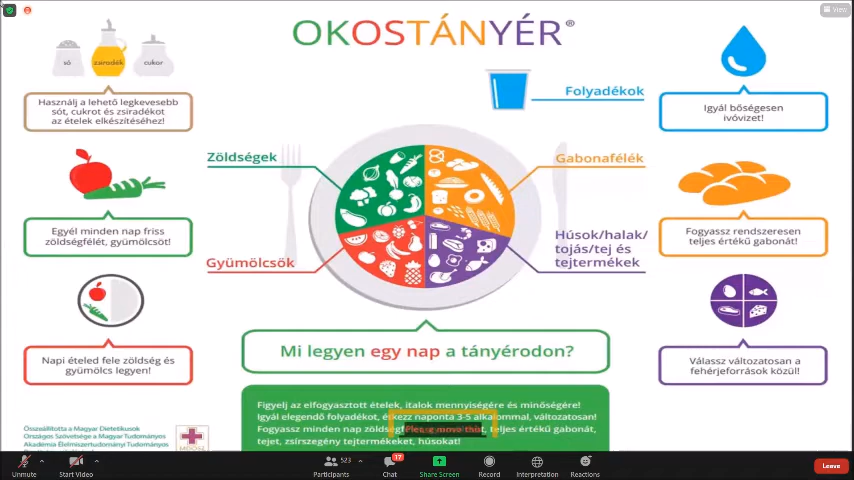 View
OKOSTÁNYÉR®
só
zsiradék
cukor
Használj a lehető legkevesebb
sót, cukrot és zsiradékot
az ételek elkészítéséhez!
Folyadékok
Igyál bőségesen
ivóvizet!
Zöldségek
Gabonafélék
Egyél minden nap friss
zöldségfélét, gyümölcsöt!
Húsok/halak/
tojás/tej és
tejtermékek
Fogyassz rendszeresen
teljes értékű gabonát!
Gyümölcsök
Napi ételed fele zöldség és
gyümölcs legyen!
Mi legyen egy nap a tányérodon?
Válassz változatosan a
fehérjeforrások közül!
Figyelj az elfogyasztott ételek, italok mennyiségére és minőségére!
Igyál elegendő folyadékot, étkezz naponta 3-5 alkalommal, változatosan!
Fogyassz minden nap teljes értékű gabonát,
tejet, zsírszegény tejtermékeket, húsokat!
Összeállította a Magyar Dietetikusok
Országos Szövetsége a Magyar Tudományos
Akadémia Élelmiszertudományi Tudományos
MDOSZ
Unmute
Start Video
Participants
523
Chat
17
Share Screen
Record
Interpretation
Reactions
Leave